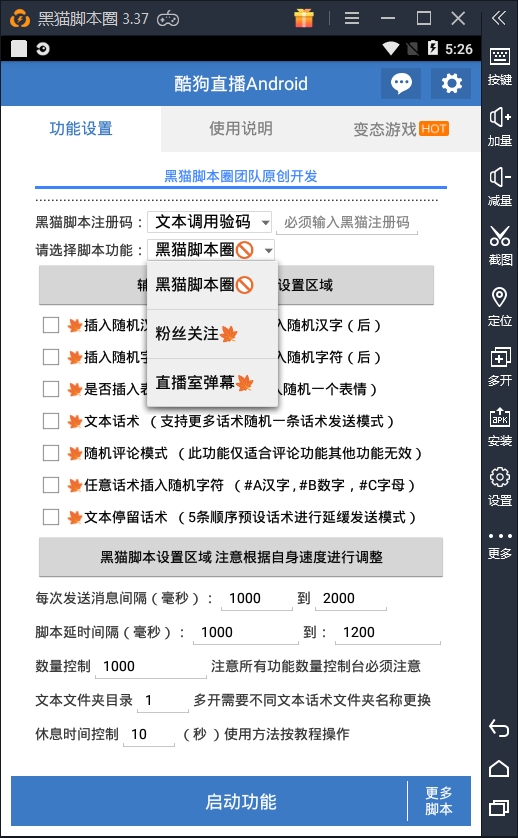 黑猫脚本圈 3.37
5:26
酷狗直播Android
功能设置 使用说明 变态游戏 HOT
黑猫脚本圈团队原创开发
黑猫脚本注册码： 文本调用验码 必须输入黑猫注册码
请选择脚本功能： 黑猫脚本圈
黑猫脚本圈
粉丝关注
直播室弹幕
设置区域
插入随机汉 入随机汉字（后）
插入随机字 入随机字符（后）
是否插入表 入随机一个表情）
文本话术 （支持更多话术随机一条话术发送模式）
随机评论模式 （此功能仅适合评论功能其他功能无效）
任意话术插入随机字符 （#A汉字,#B数字，#C字母）
文本停留话术 （5条顺序预设话术进行延缓发送模式）
黑猫脚本设置区域 注意根据自身速度进行调整
每次发送消息间隔（毫秒）： 1000 到 2000
脚本延时间隔（毫秒）： 1000 到： 1200
数量控制 1000 注意所有功能数量控制台必须注意
文本文件夹目录 1 多开需要不同文本话术文件夹名称更换
休息时间控制 10 （秒 ）使用方法按教程操作
启动功能 更多
脚本
按键
加量
减量
截图
定位
多开
安装
设置
更多